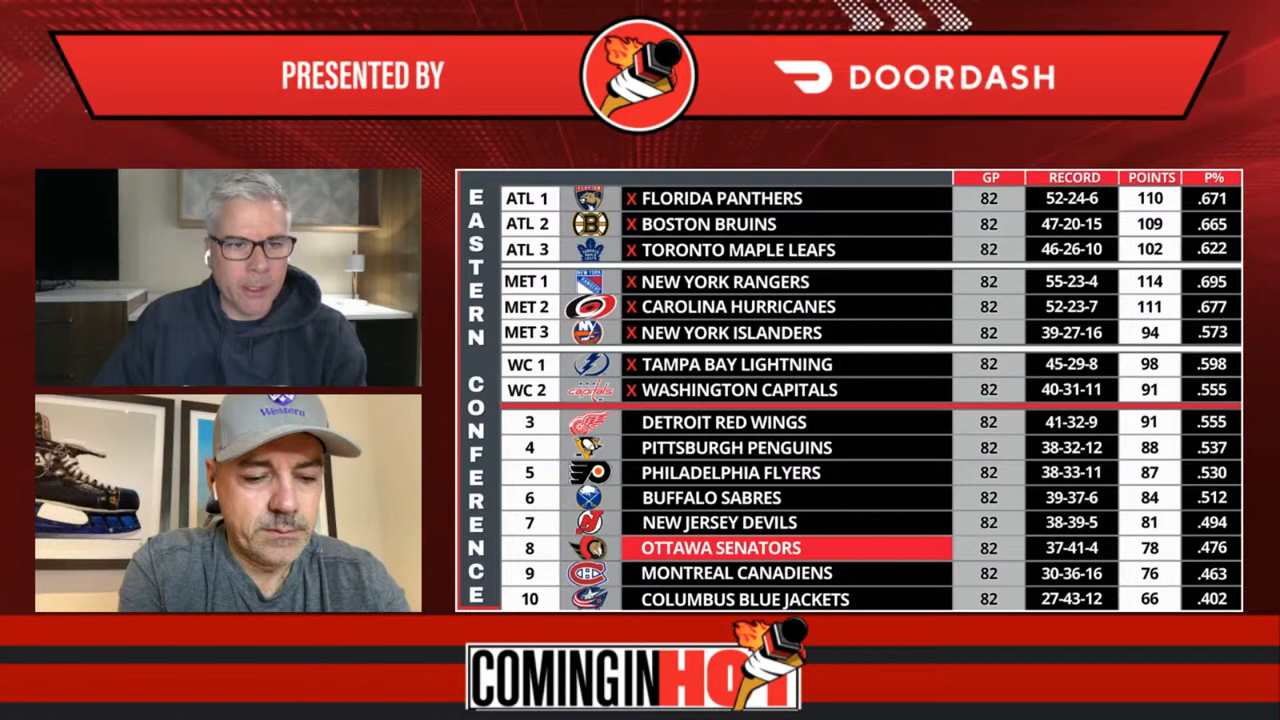 PRESENTED BY
DOORDASH
Western
EASTERN CONFERENCE
GP RECORD POINTS P%
ATL 1 X FLORIDA PANTHERS 82 52-24-6 110 .671
ATL 2 X BOSTON BRUINS 82 47-20-15 109 .665
ATL 3 X TORONTO MAPLE LEAFS 82 46-26-10 102 .622
MET 1 X NEW YORK RANGERS 82 55-23-4 114 .695
MET 2 X CAROLINA HURRICANES 82 52-23-7 111 .677
MET 3 X NEW YORK ISLANDERS 82 39-27-16 94 .573
WC 1 X TAMPA BAY LIGHTNING 82 45-29-8 98 .598
WC 2 capitals X WASHINGTON CAPITALS 82 40-31-11 91 .555
3 DETROIT RED WINGS 82 41-32-9 91 .555
4 PITTSBURGH PENGUINS 82 38-32-12 88 .537
5 PHILADELPHIA FLYERS 82 38-33-11 87 .530
6 BUFFALO SABRES 82 39-37-6 84 .512
7 NEW JERSEY DEVILS 82 38-39-5 81 .494
8 OTTAWA SENATORS 82 37-41-4 78 .476
9 MONTREAL CANADIENS 82 30-36-16 76 .463
10 COLUMBUS BLUE JACKETS 82 27-43-12 66 .402
COMING IN HOT